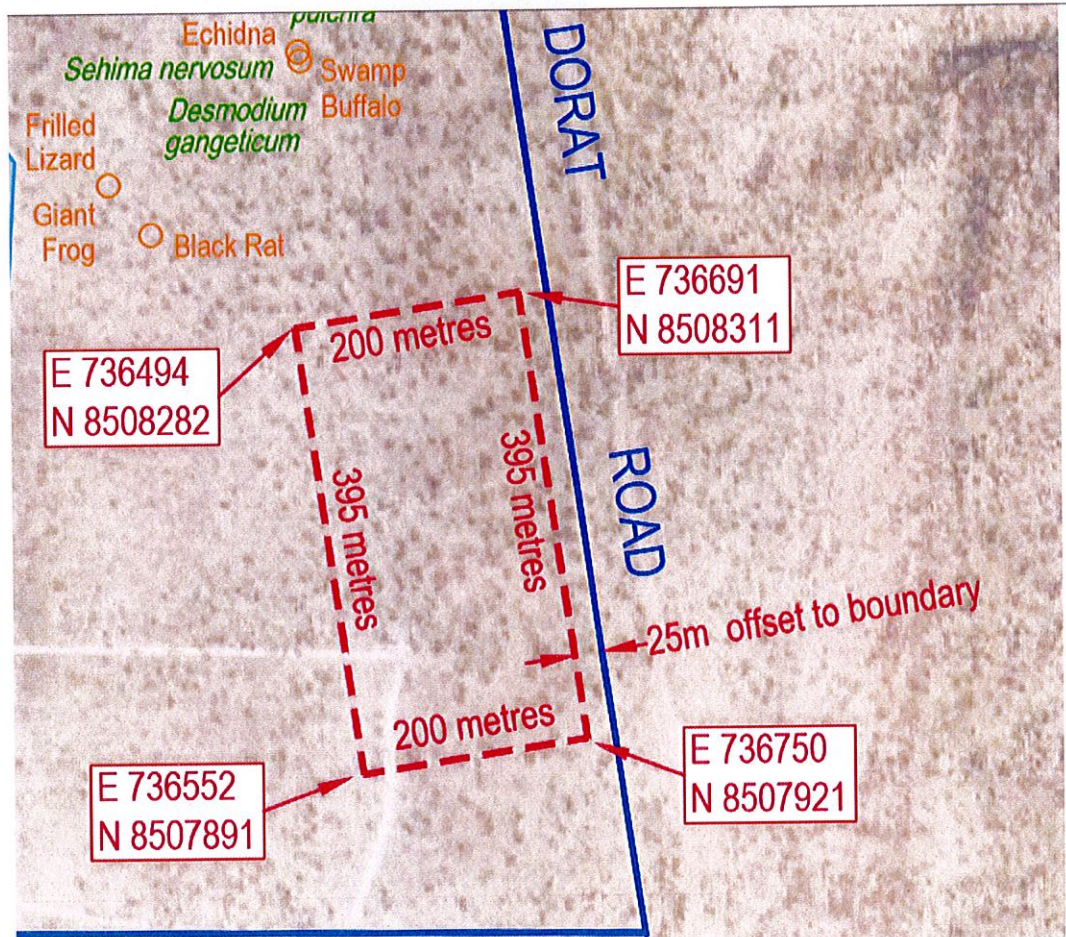 pulchra
Echidna
Sehima nervosum
Swamp
Buffalo
Desmodium
gangeticum
Frilled
Lizard
Giant
Frog
Black Rat
DORAT
ROAD
E 736691
N 8508311
200 metres
E 736494
N 8508282
395 metres
395 metres
25m offset to boundary
200 metres
E 736552
N 8507891
E 736750
N 8507921